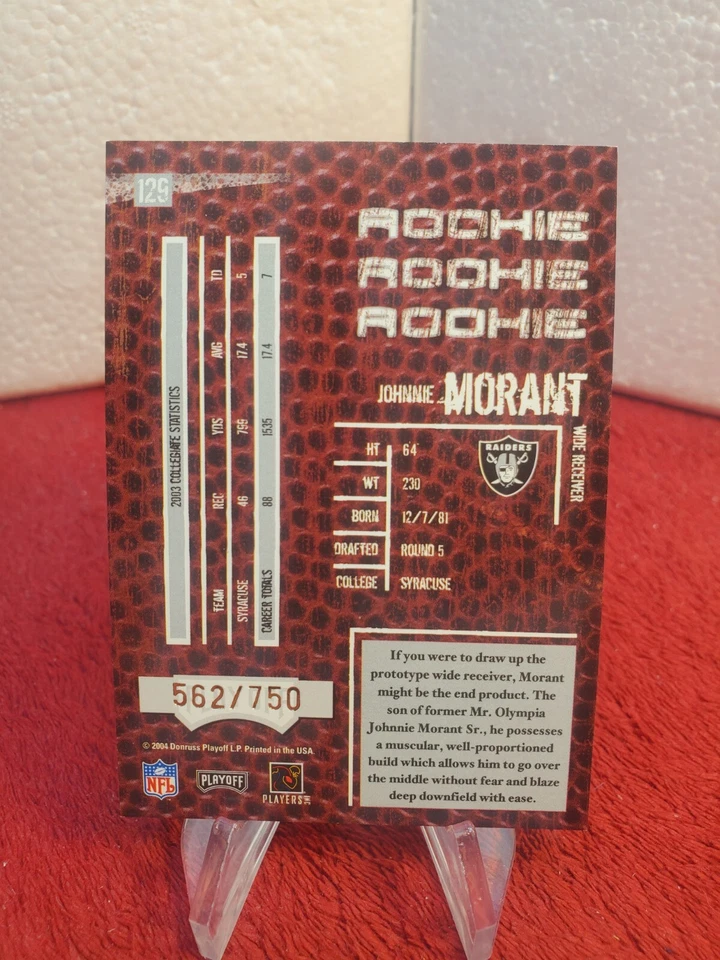 129
ROOKIE
ROOKIE
ROOKIE
JOHNNIE MORANT
WIDE RECEIVER
RAIDERS
HT 64
WT 230
BORN 12/7/81
DRAFTED ROUND 5
COLLEGE SYRACUSE
2003 COLLEGIATE STATISTICS
TEAM REC YDS AVG TD
SYRACUSE 46 799 17.4 5
CAREER TOTALS 88 1535 17.4 7
If you were to draw up the
prototype wide receiver, Morant
might be the end product. The
son of former Mr. Olympia
Johnnie Morant Sr., he possesses
a muscular, well-proportioned
build which allows him to go over
the middle without fear and blaze
deep downfield with ease.
562/750
© 2004 Donruss Playoff L.P. Printed in the USA
NFL
PLAYOFF
PLAYERS INC